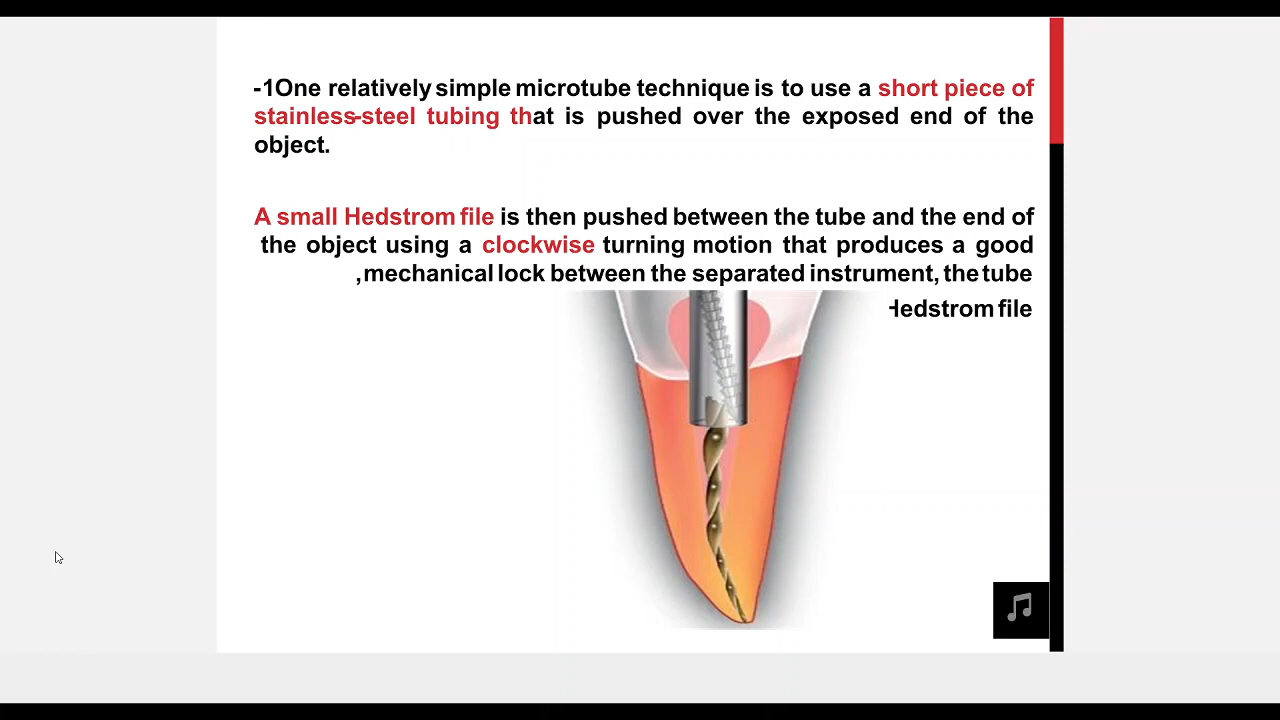 -1One relatively simple microtube technique is to use a short piece of
stainless-steel tubing that is pushed over the exposed end of the
object.
A small Hedstrom file is then pushed between the tube and the end of
the object using a clockwise turning motion that produces a good
,mechanical lock between the separated instrument, the tube
Hedstrom file